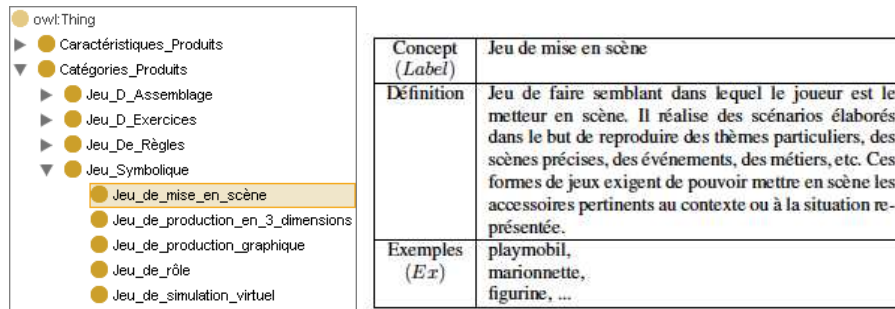 owl:Thing
Caractéristiques_Produits
Catégories_Produits
Jeu_D_Assemblage
Jeu_D_Exercices
Jeu_De_Règles
Jeu_Symbolique
Jeu_de_mise_en_scène
Jeu_de_production_en_3_dimensions
Jeu_de_production_graphique
Jeu_de_rôle
Jeu_de_simulation_virtuel
Concept Jeu de mise en scène
(Label)
Définition Jeu de faire semblant dans lequel le joueur est le
metteur en scène. Il réalise des scénarios élaborés
dans le but de reproduire des thèmes particuliers, des
scènes précises, des événements, des métiers, etc. Ces
formes de jeux exigent de pouvoir mettre en scène les
accessoires pertinents au contexte ou à la situation re-
présentée.
Exemples playmobil,
(Ex) marionnette,
figurine, ...